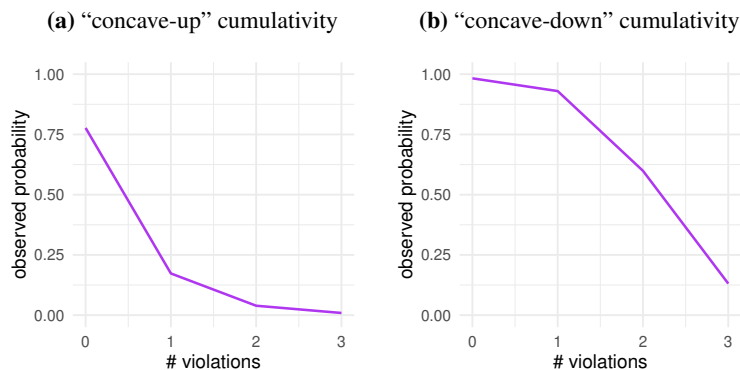 (a) “concave-up” cumulativity
observed probability
1.00
0.75
0.50
0.25
0.00
0 1 2 3
# violations
(b) “concave-down” cumulativity
observed probability
1.00
0.75
0.50
0.25
0.00
0 1 2 3
# violations